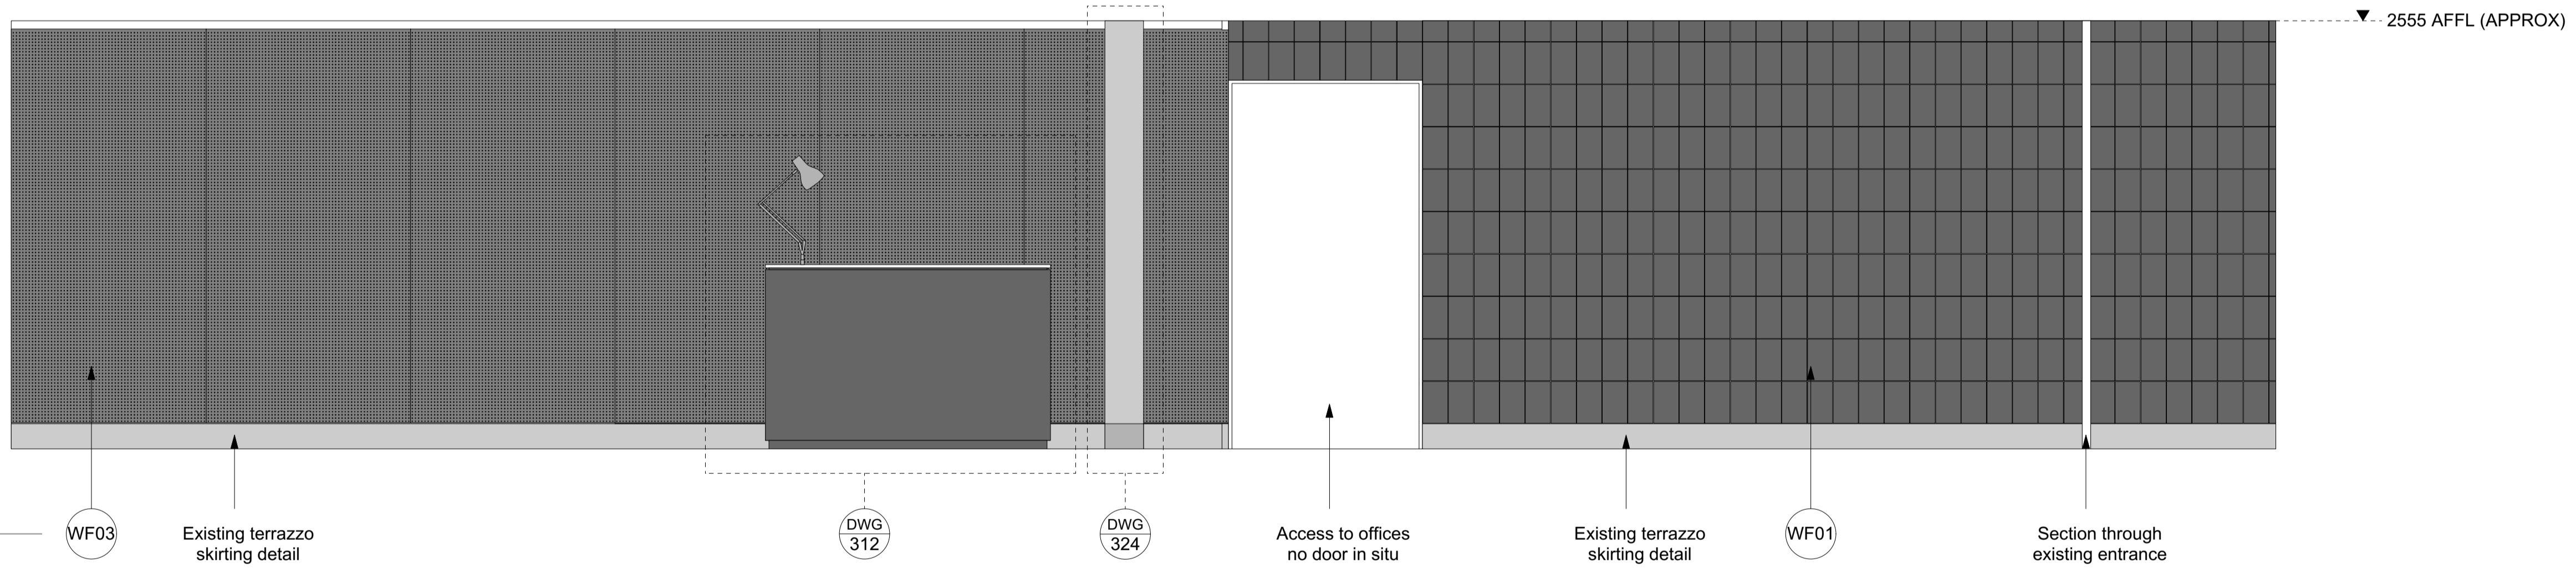 2555 AFFL (APPROX)
WF03
Existing terrazzo
skirting detail
DWG
312
DWG
324
Access to offices
no door in situ
Existing terrazzo
skirting detail
WF01
Section through
existing entrance